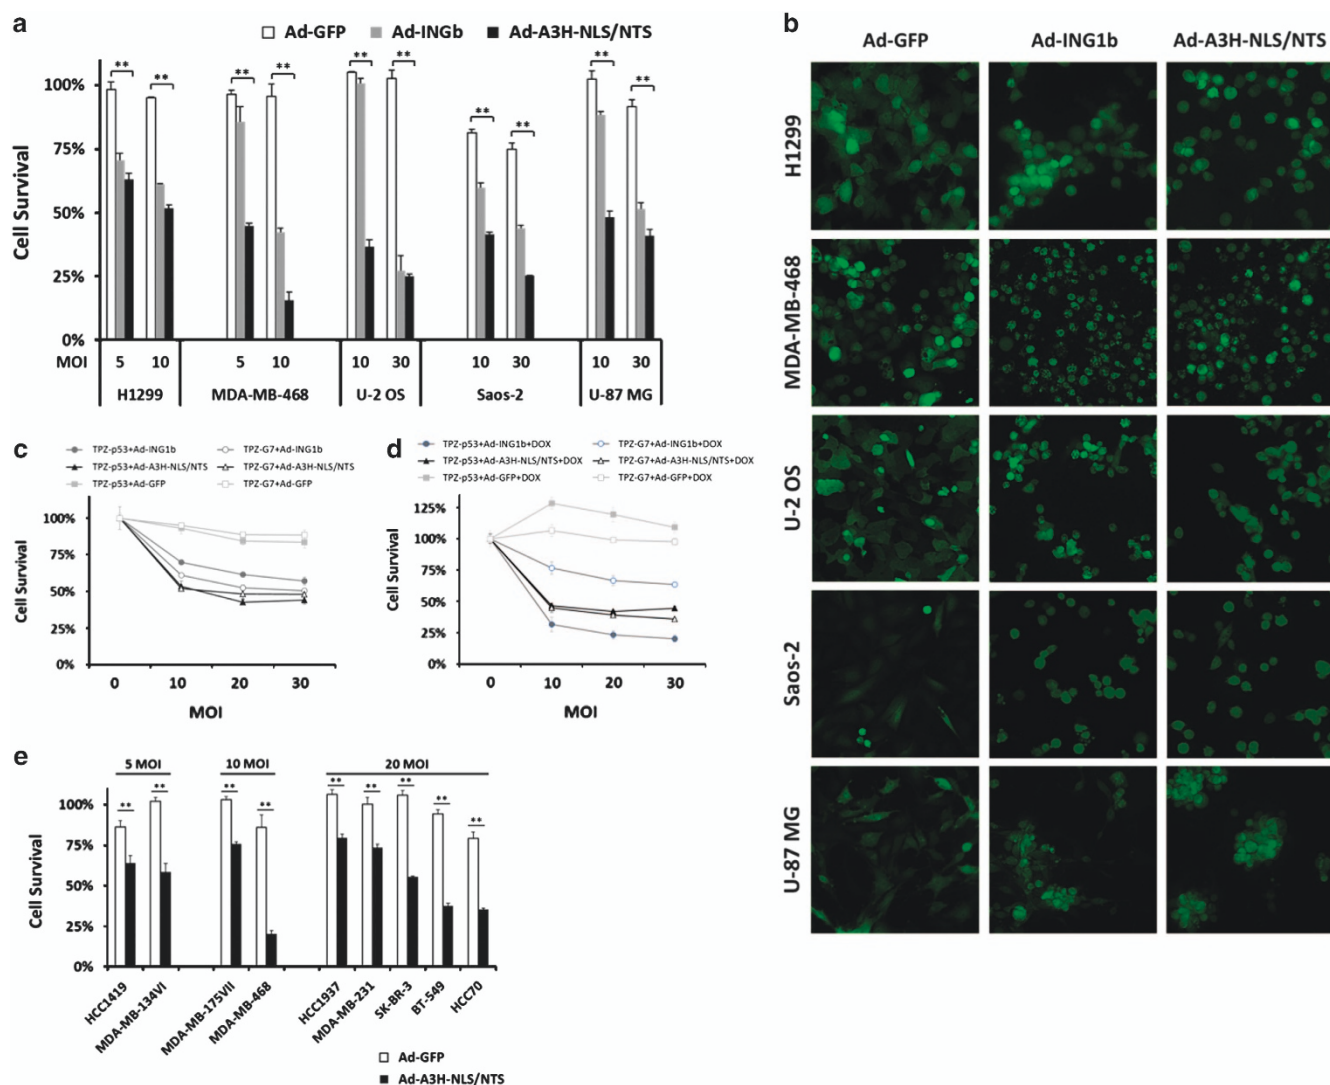 a
Ad-GFP Ad-INGb Ad-A3H-NLS/NTS
Cell Survival
100%
75%
50%
25%
0%
** ** ** ** ** ** ** ** ** **
MOI 5 10 5 10 10 30 10 30 10 30
H1299 MDA-MB-468 U-2 OS Saos-2 U-87 MG
b
Ad-GFP Ad-ING1b Ad-A3H-NLS/NTS
H1299
MDA-MB-468
U-2 OS
Saos-2
U-87 MG
c
TPZ-p53+Ad-ING1b TPZ-G7+Ad-ING1b
TPZ-p53+Ad-A3H-NLS/NTS TPZ-G7+Ad-A3H-NLS/NTS
TPZ-p53+Ad-GFP TPZ-G7+Ad-GFP
Cell Survival
100%
75%
50%
25%
0%
0 10 20 30
MOI
d
TPZ-p53+Ad-ING1b+DOX TPZ-G7+Ad-ING1b+DOX
TPZ-p53+Ad-A3H-NLS/NTS+DOX TPZ-G7+Ad-A3H-NLS/NTS+DOX
TPZ-p53+Ad-GFP+DOX TPZ-G7+Ad-GFP+DOX
Cell Survival
125%
100%
75%
50%
25%
0%
0 10 20 30
MOI
e
5 MOI 10 MOI 20 MOI
** ** ** ** ** ** ** ** **
Cell Survival
100%
75%
50%
25%
0%
HCC1419
MDA-MB-134VI
MDA-MB-175VII
MDA-MB-468
HCC1937
MDA-MB-231
SK-BR-3
BT-549
HCC70
Ad-GFP
Ad-A3H-NLS/NTS